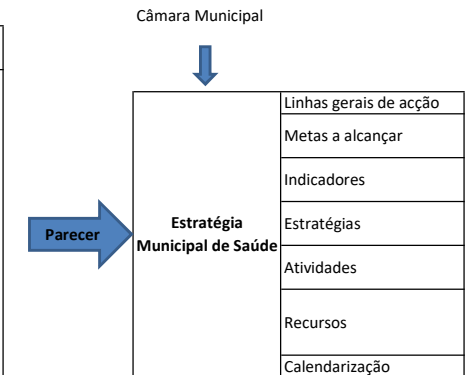 Câmara Municipal
Linhas gerais de acção
Metas a alcançar
Indicadores
Parecer
Estratégia
Municipal de Saúde
Estratégias
Atividades
Recursos
Calendarização